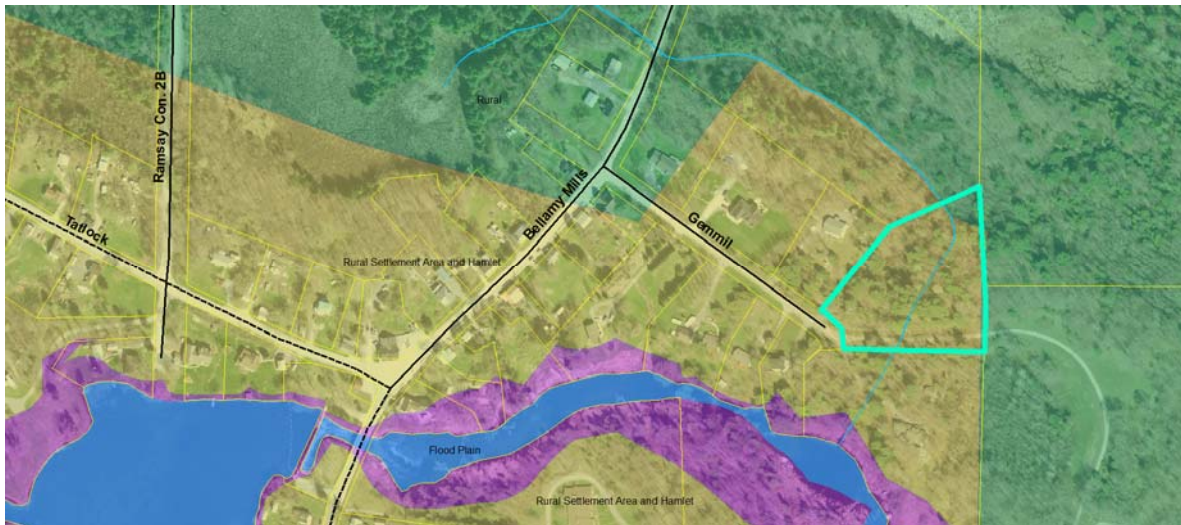 Ramsay Con. 2B
Rural
Bellamy Mills
Gemmil
Tatlock
Rural Settlement Area and Hamlet
Flood Plain
Rural Settlement Area and Hamlet